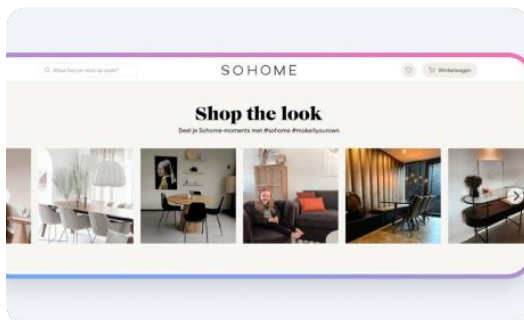 Waar ben je naar op zoek?
SOHOME
Winkelwagen
Shop the look
Deel je Sohome-moments met #sohome #makeityourown